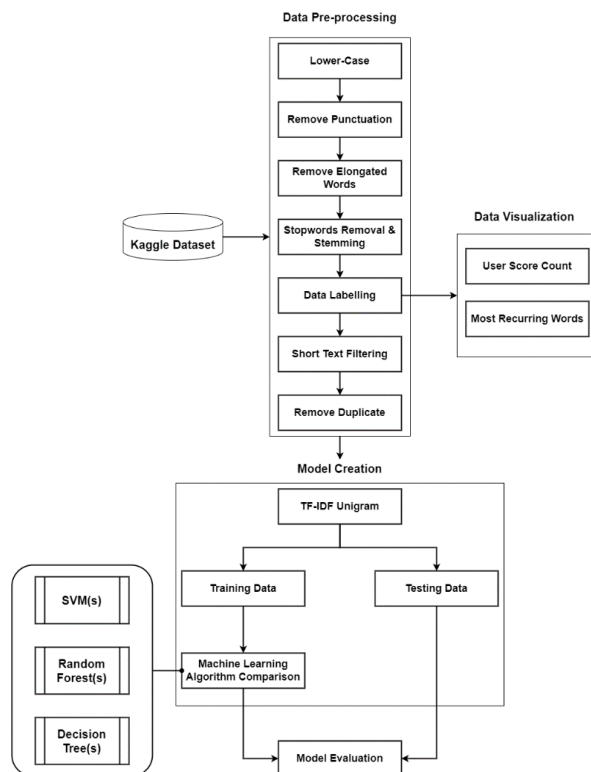 Data Pre-processing
Lower-Case
Remove Punctuation
Remove Elongated
Words
Kaggle Dataset
Stopwords Removal &
Stemming
Data Labelling
Short Text Filtering
Remove Duplicate
Data Visualization
User Score Count
Most Recurring Words
Model Creation
TF-IDF Unigram
Training Data
Testing Data
Machine Learning
Algorithm Comparison
SVM(s)
Random
Forest(s)
Decision
Tree(s)
Model Evaluation